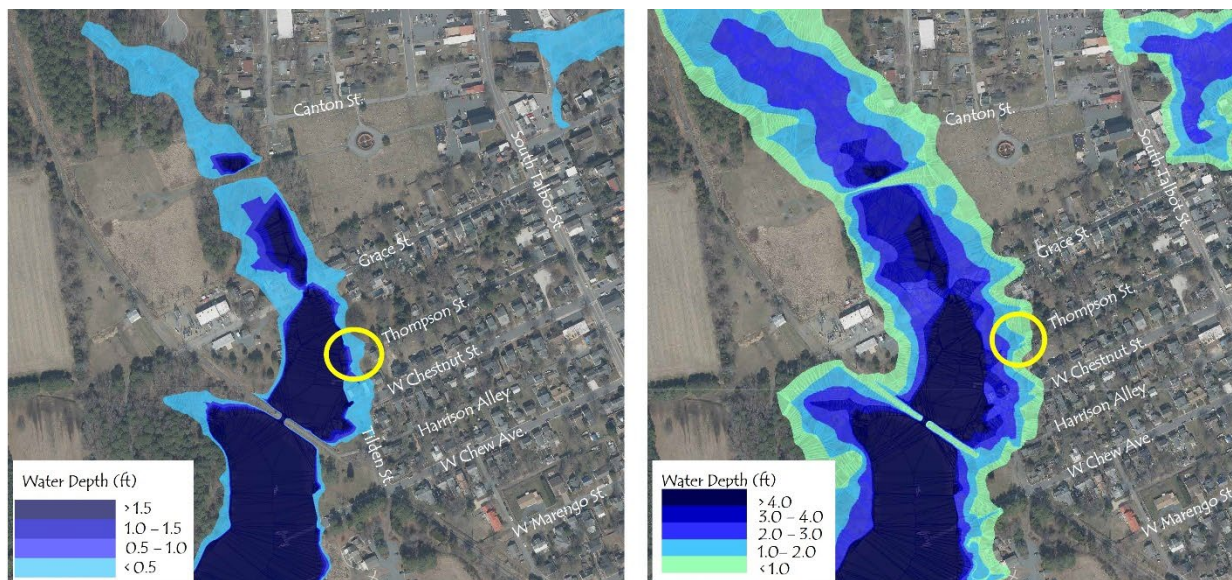 Canton St.
South Talbot St.
Grace St.
Thompson St.
W Chestnut St.
Harrison Alley
Tilden St.
W Chew Ave.
W Marengo St.
Water Depth (ft)
> 1.5
1.0 – 1.5
0.5 – 1.0
< 0.5
Canton St.
South Talbot St.
Grace St.
Thompson St.
W Chestnut St.
Harrison Alley
W Chew Ave.
W Marengo St.
Water Depth (ft)
> 4.0
3.0 – 4.0
2.0 – 3.0
1.0 – 2.0
< 1.0